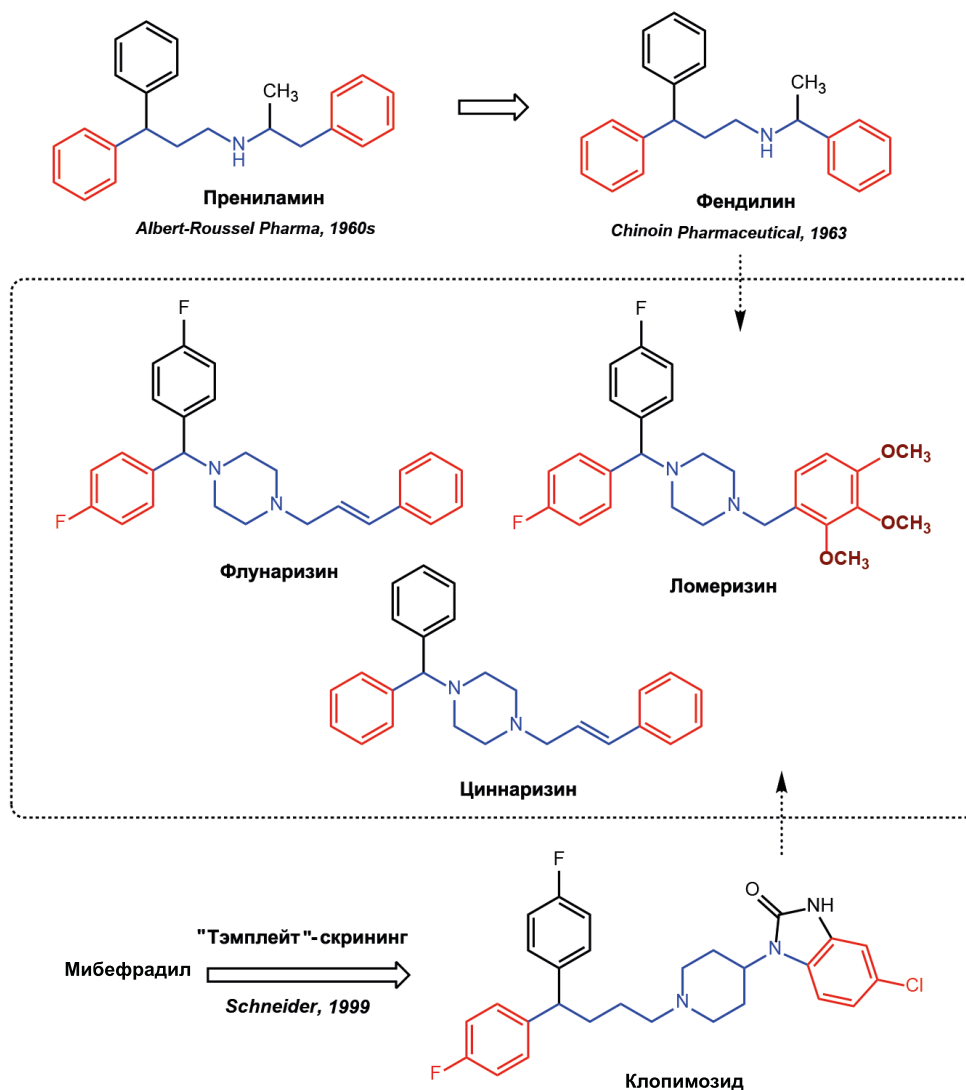 CH₃
N
H
Прениламин
Albert-Roussel Pharma, 1960s
CH₃
N
H
Фендилин
Chinoin Pharmaceutical, 1963
F
F
N
N
Флунаризин
F
F
N
N
OCH₃
OCH₃
OCH₃
Ломеризин
N
N
Циннаризин
Мибефрадил
"Тэмплейт"-скрининг
Schneider, 1999
F
F
N
O
NH
N
Cl
Клопимозид